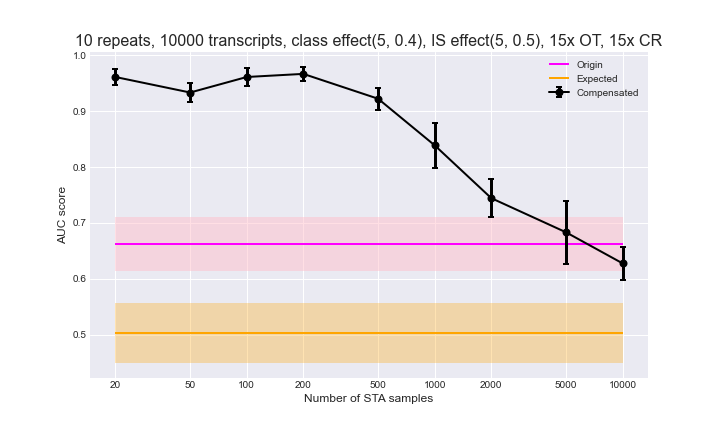 10 repeats, 10000 transcripts, class effect(5, 0.4), IS effect(5, 0.5), 15x OT, 15x CR
Origin
Expected
Compensated
AUC score
1.0
0.9
0.8
0.7
0.6
0.5
20 50 100 200 500 1000 2000 5000 10000
Number of STA samples